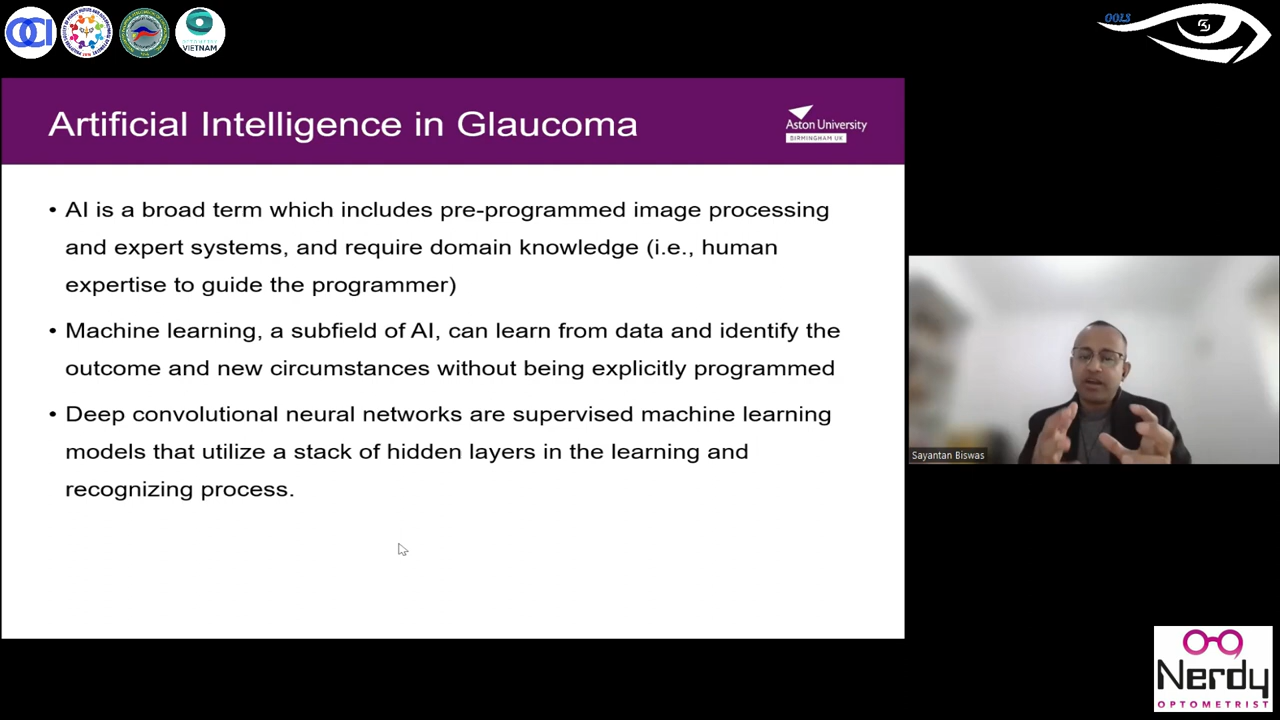 OCI
VIETNAM
OOLS
Artificial Intelligence in Glaucoma
Aston University
BIRMINGHAM UK
• AI is a broad term which includes pre-programmed image processing
and expert systems, and require domain knowledge (i.e., human
expertise to guide the programmer)
• Machine learning, a subfield of AI, can learn from data and identify the
outcome and new circumstances without being explicitly programmed
• Deep convolutional neural networks are supervised machine learning
models that utilize a stack of hidden layers in the learning and
recognizing process.
Sayantan Biswas
Nerdy
OPTOMETRIST